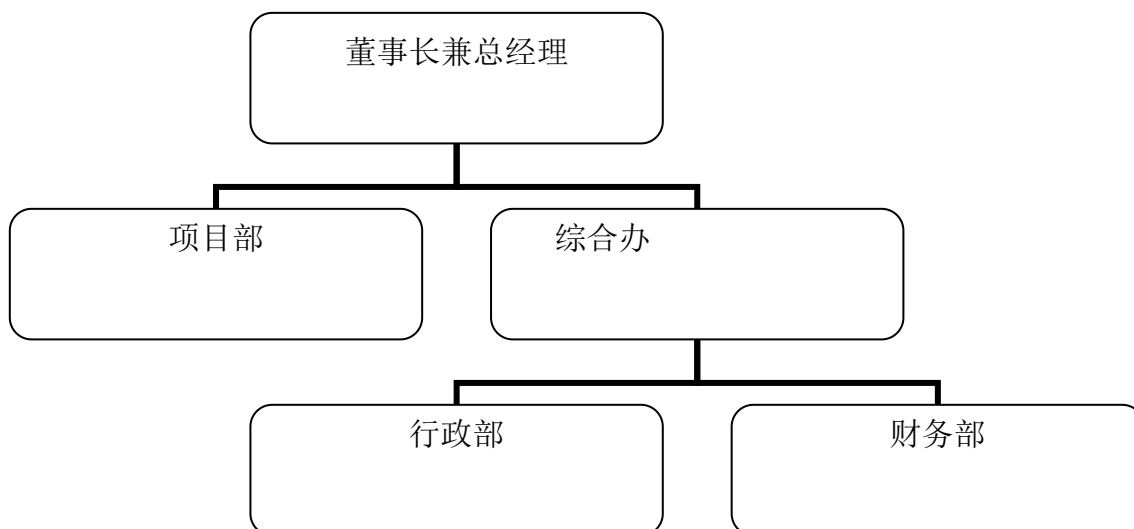 董事长兼总经理
项目部
综合办
行政部
财务部